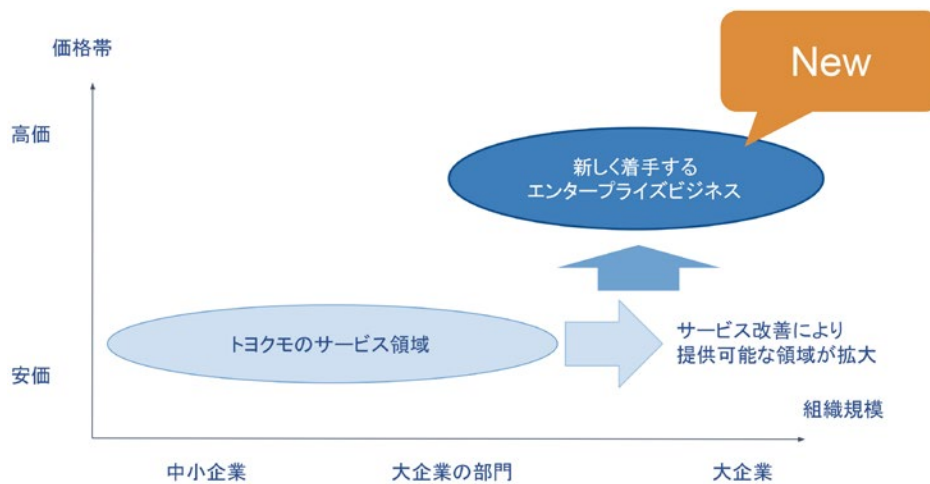 価格帯
New
高価
新しく着手する
エンタープライズビジネス
トヨクモのサービス領域
サービス改善により
提供可能な領域が拡大
安価
組織規模
中小企業
大企業の部門
大企業